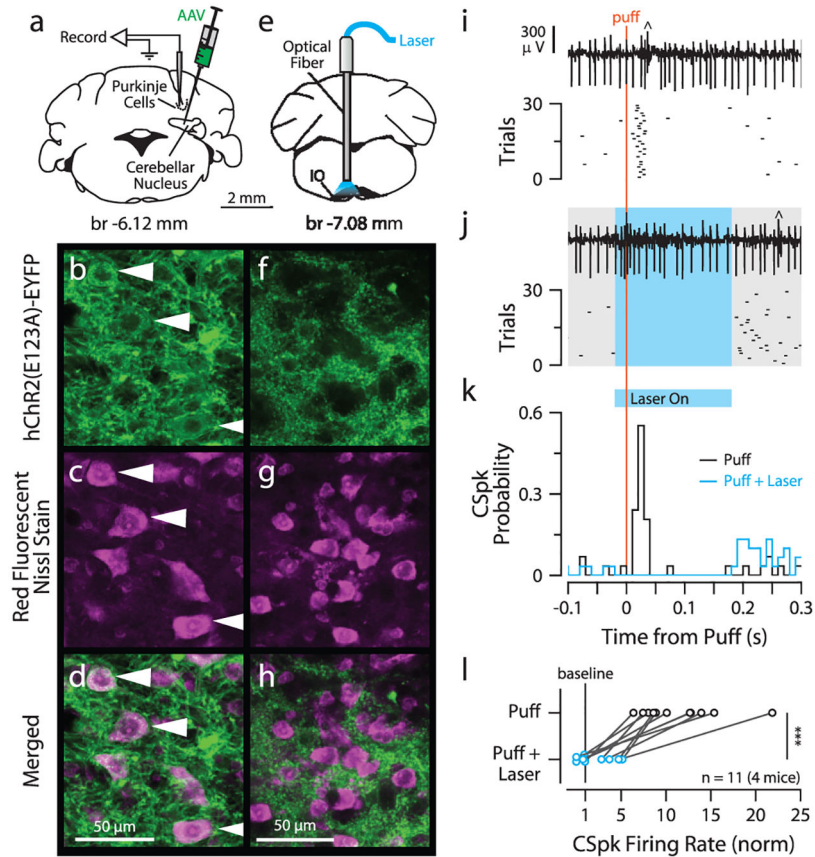 a
AAV
Record
Purkinje
Cells
Cerebellar
Nucleus
2 mm
br -6.12 mm
e
Optical
Fiber
Laser
IO
br -7.08 mm
b
f
hChR2(E123A)-EYFP
c
g
Red Fluorescent
Nissl Stain
d
h
Merged
50 μm
50 μm
i
puff
300
μ V
^
30
Trials
0
j
^
30
Trials
0
k
Laser On
0.6
CSpk
Probability
0.3
0
Puff
Puff + Laser
-0.1
0
0.1
0.2
0.3
Time from Puff (s)
l
baseline
Puff
Puff +
Laser
***
n = 11 (4 mice)
1
5
10
15
20
25
CSpk Firing Rate (norm)